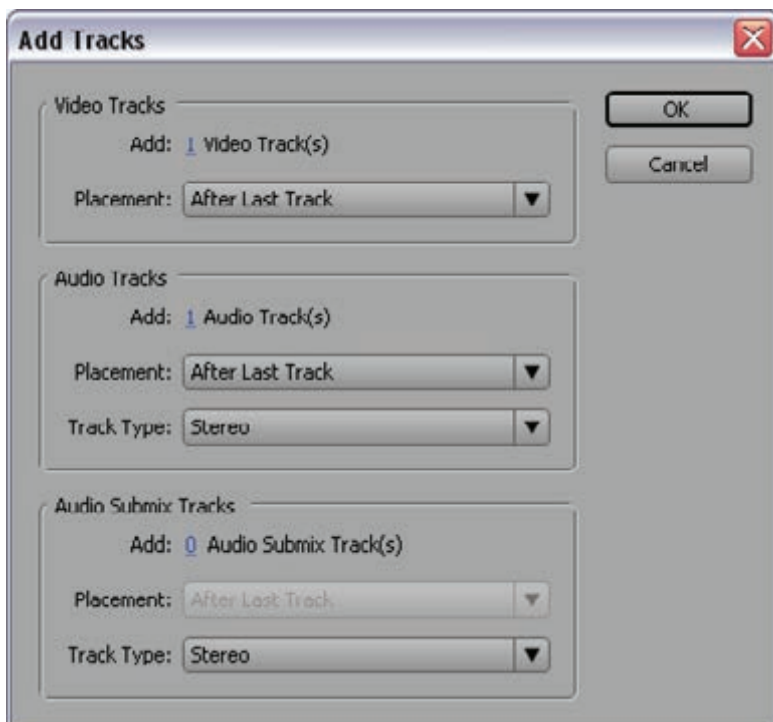 Add Tracks
Video Tracks
OK
Add: 1 Video Track(s)
Cancel
Placement: After Last Track
Audio Tracks
Add: 1 Audio Track(s)
Placement: After Last Track
Track Type: Stereo
Audio Submix Tracks
Add: 0 Audio Submix Track(s)
Placement: After Last Track
Track Type: Stereo